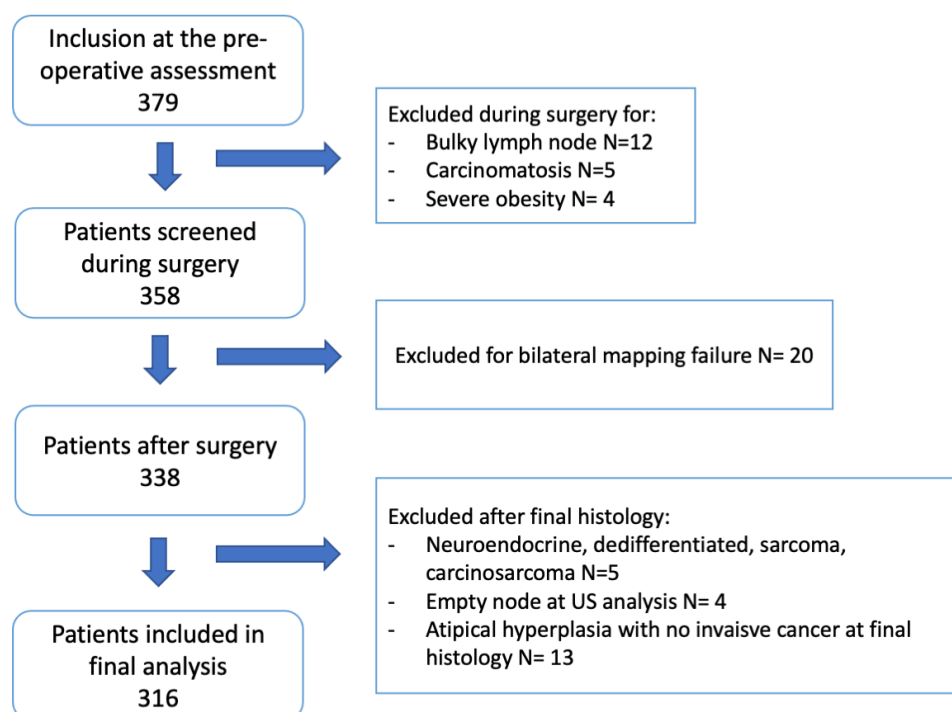 Inclusion at the pre-
operative assessment
379
Excluded during surgery for:
- Bulky lymph node N=12
- Carcinomatosis N=5
- Severe obesity N= 4
Patients screened
during surgery
358
Excluded for bilateral mapping failure N= 20
Patients after surgery
338
Excluded after final histology:
- Neuroendocrine, dedifferentiated, sarcoma,
carcinosarcoma N=5
- Empty node at US analysis N= 4
- Atipical hyperplasia with no invaisve cancer at final
histology N= 13
Patients included in
final analysis
316